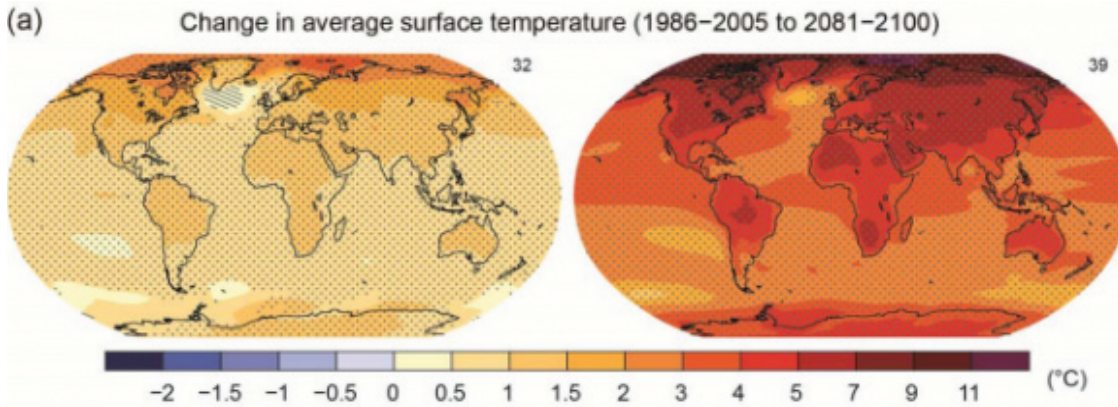 (a) Change in average surface temperature (1986−2005 to 2081−2100)
32 39
−2 −1.5 −1 −0.5 0 0.5 1 1.5 2 3 4 5 7 9 11 (°C)